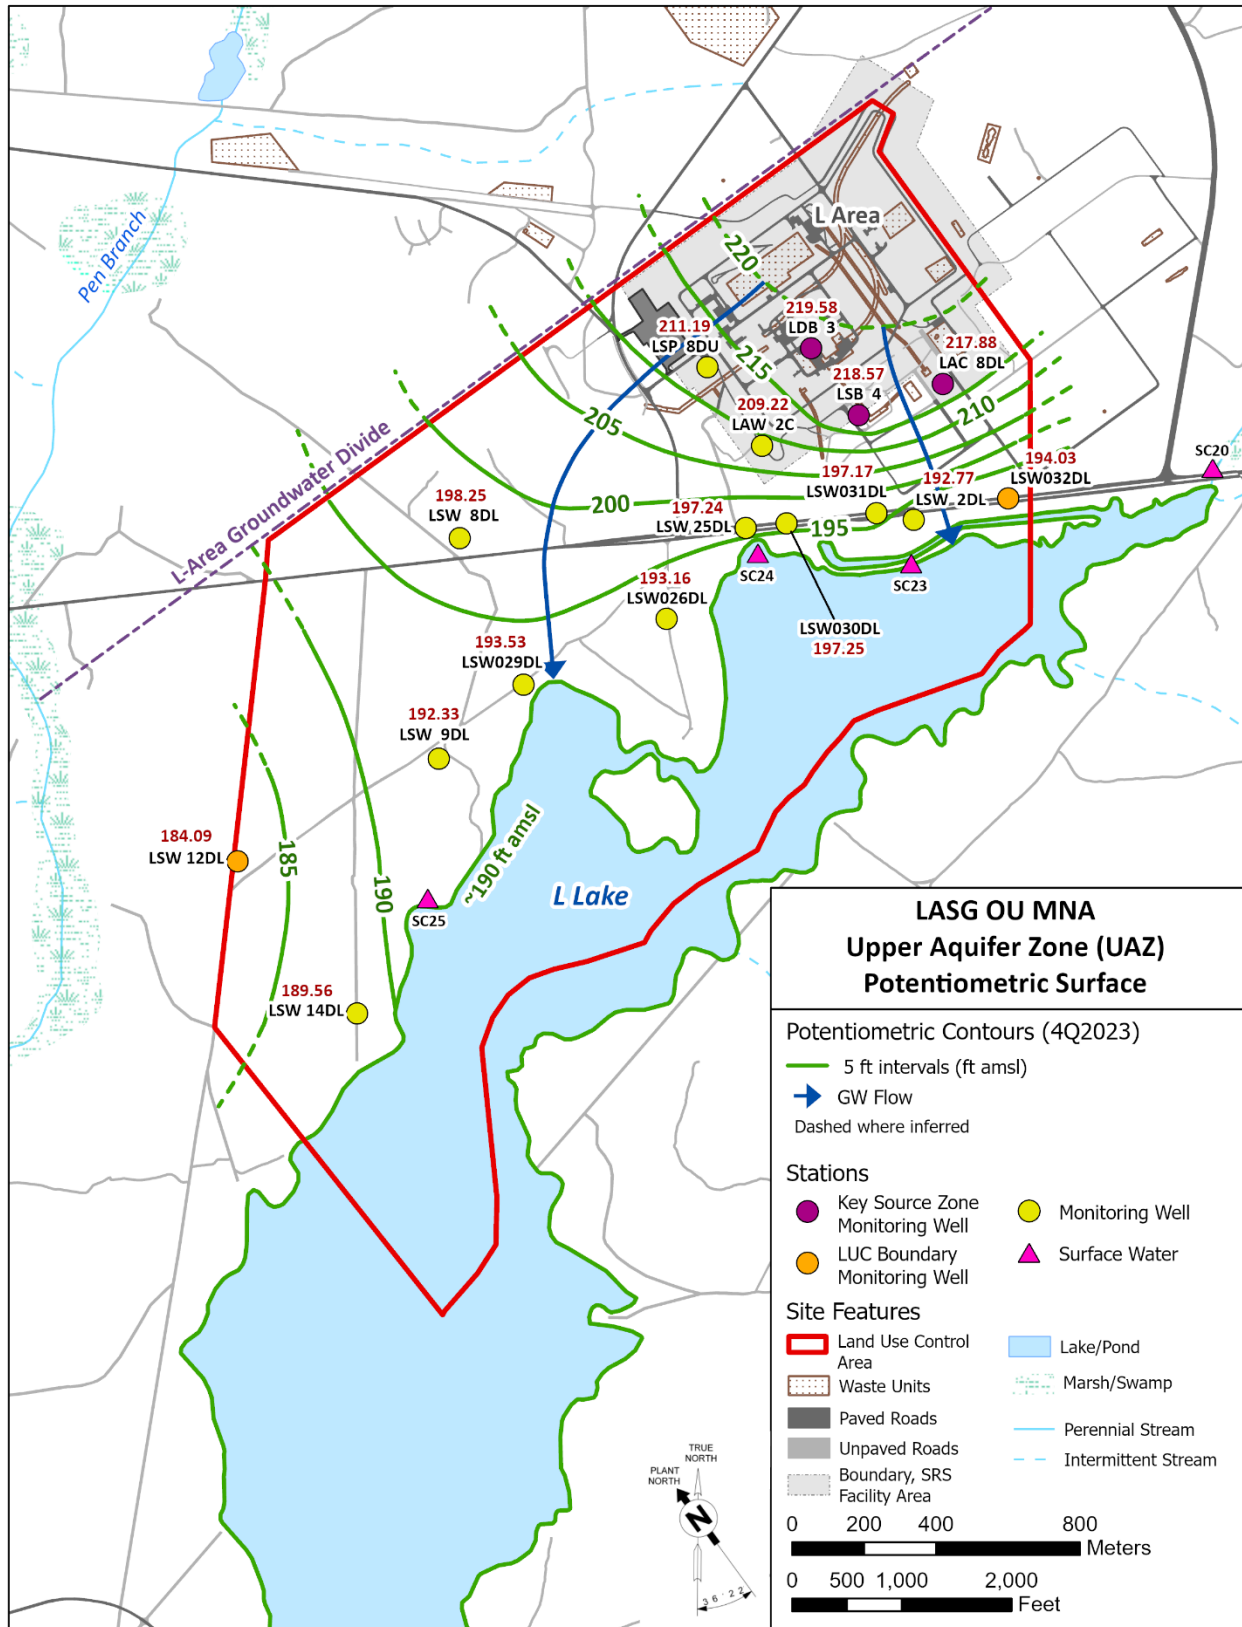 Pen Branch
L Area
220
219.58
LDB 3
211.19
LSP 8DU
217.88
LAC 8DL
215
218.57
LSB 4
209.22
LAW 2C
210
205
L-Area Groundwater Divide
SC20
194.03
LSW032DL
197.17
LSW031DL
192.77
LSW 2DL
198.25
LSW 8DL
200
197.24
LSW 25DL
195
SC24
SC23
193.16
LSW026DL
LSW030DL
197.25
193.53
LSW029DL
192.33
LSW 9DL
184.09
LSW 12DL
185
190
~190 ft amsl
SC25
L Lake
189.56
LSW 14DL
LASG OU MNA
Upper Aquifer Zone (UAZ)
Potentiometric Surface
Potentiometric Contours (4Q2023)
5 ft intervals (ft amsl)
GW Flow
Dashed where inferred
Stations
Key Source Zone
Monitoring Well
Monitoring Well
LUC Boundary
Monitoring Well
Surface Water
Site Features
Land Use Control
Area
Lake/Pond
Waste Units
Marsh/Swamp
Paved Roads
Perennial Stream
Unpaved Roads
Intermittent Stream
Boundary, SRS
Facility Area
TRUE
NORTH
PLANT
NORTH
N
36:22
0 200 400 800
Meters
0 500 1,000 2,000
Feet